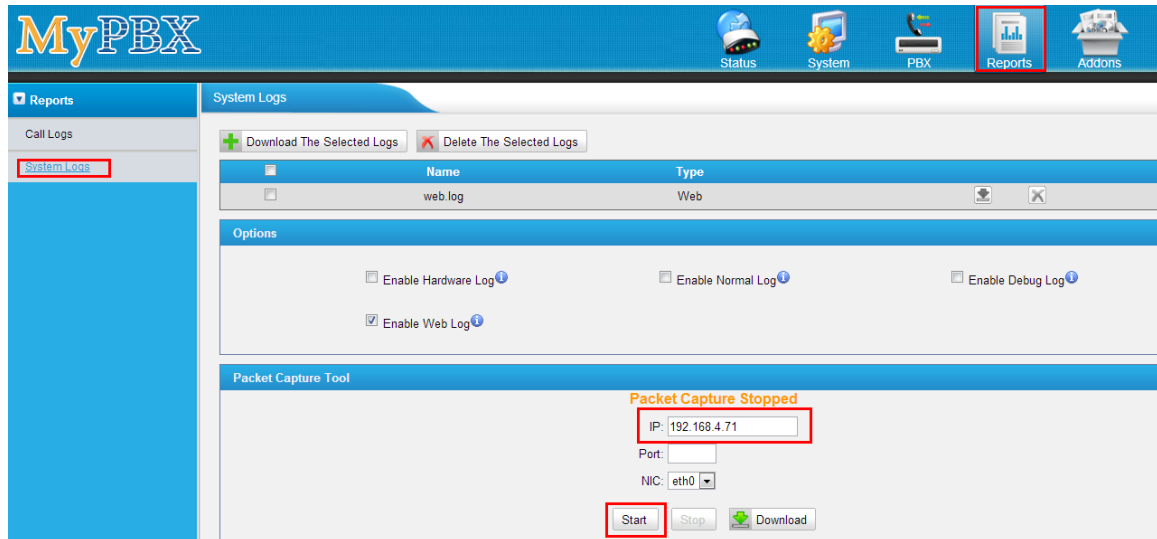 MyPBX
Status System PBX Reports Addons
Reports
System Logs
Call Logs
System Logs
Download The Selected Logs Delete The Selected Logs
Name Type
web.log Web
Options
Enable Hardware Log Enable Normal Log Enable Debug Log
Enable Web Log
Packet Capture Tool
Packet Capture Stopped
IP: 192.168.4.71
Port:
NIC: eth0
Start Stop Download